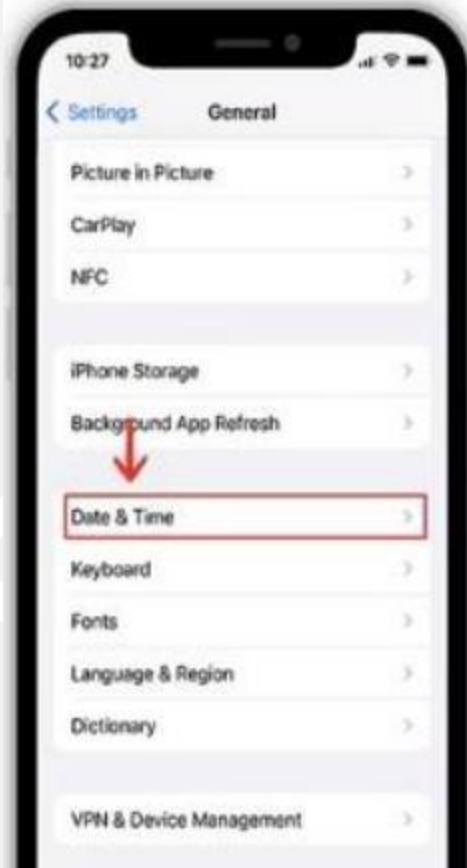 10:27
Settings
General
Picture in Picture
CarPlay
NFC
iPhone Storage
Background App Refresh
Date & Time
Keyboard
Fonts
Language & Region
Dictionary
VPN & Device Management